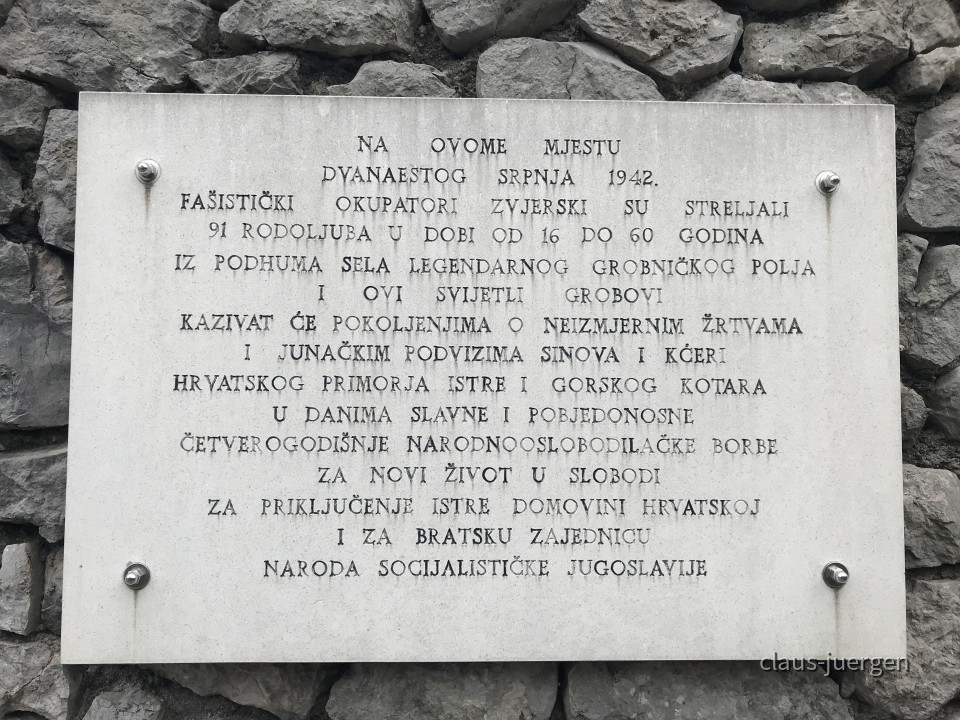 NA OVOME MJESTU
DVANAESTOG SRPNJA 1942.
FAŠISTIČKI OKUPATORI ZVJERSKI SU STRELJALI
91 RODOLJUBA U DOBI OD 16 DO 60 GODINA
IZ PODHUMA SELA LEGENDARNOG GROBNIČKOG POLJA
I OVI SVIJETLI GROBOVI
KAZIVAT ĆE POKOLJENJIMA O NEIZMJERNIM ŽRTVAMA
I JUNAČKIM PODVIZIMA SINOVA I KĆERI
HRVATSKOG PRIMORJA ISTRE I GORSKOG KOTARA
U DANIMA SLAVNE I POBJEDONOSNE
ČETVEROGODIŠNJE NARODNOOSLOBODILAČKE BORBE
ZA NOVI ŽIVOT U SLOBODI
ZA PRIKLJUČENJE ISTRE DOMOVINI HRVATSKOJ
I ZA BRATSKU ZAJEDNICU
NARODA SOCIJALISTIČKE JUGOSLAVIJE
claus-juergen